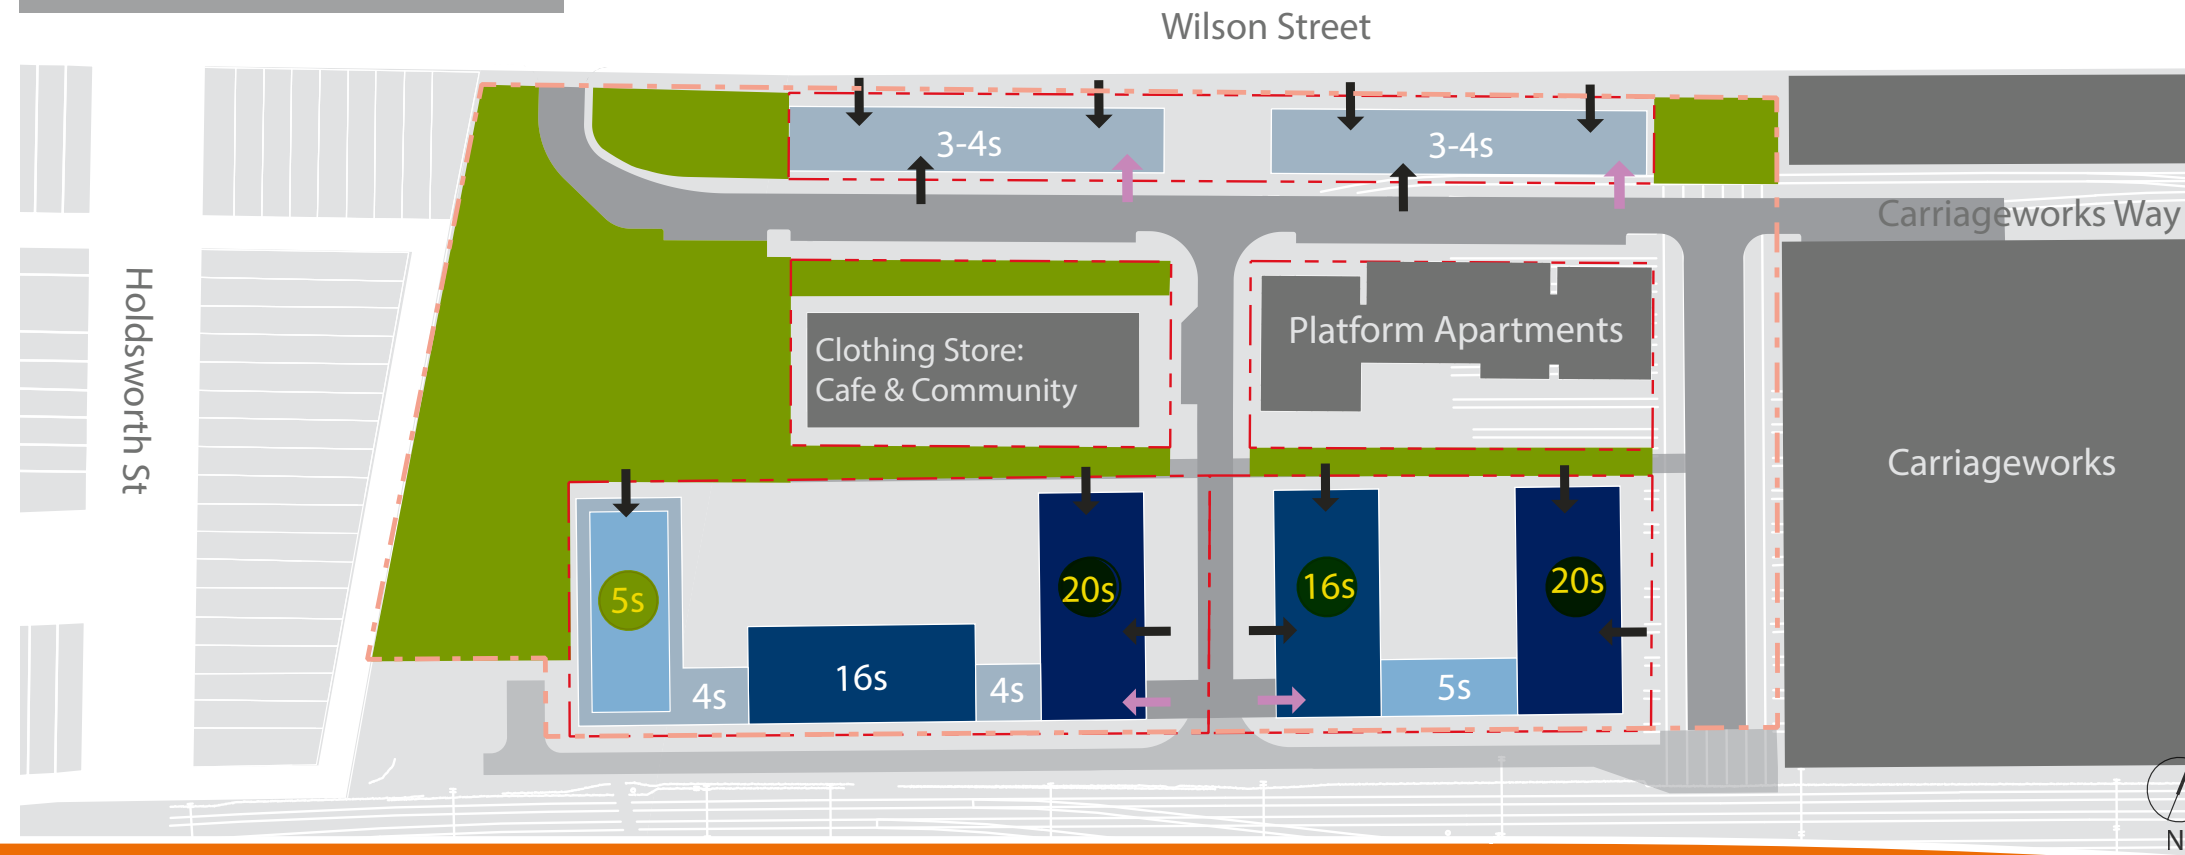 Wilson Street
3-4s
3-4s
Carriageworks Way
Holdsworth St
Clothing Store:
Cafe & Community
Platform Apartments
Carriageworks
5s
20s
16s
20s
4s
16s
4s
5s
N